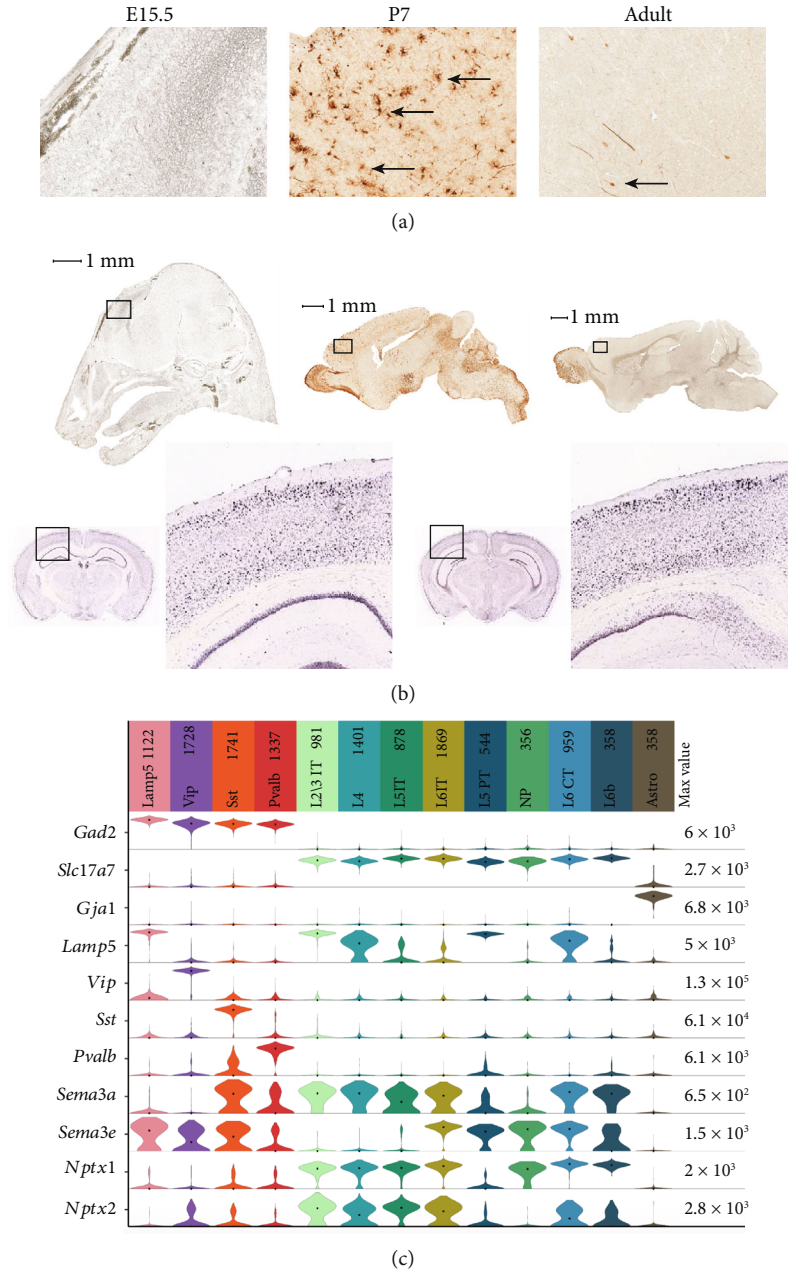 E15.5 P7 Adult
(a)
1 mm
1 mm
1 mm
(b)
Lamp5 1122
Vip 1728
Sst 1741
Pvalb 1337
L2\3 IT 981
L4 1401
L5IT 878
L6IT 1869
L5 PT 544
NP 356
L6 CT 959
L6b 358
Astro 358
Max value
Gad2 6 × 10³
Slc17a7 2.7 × 10³
Gja1 6.8 × 10³
Lamp5 5 × 10³
Vip 1.3 × 10⁵
Sst 6.1 × 10⁴
Pvalb 6.1 × 10³
Sema3a 6.5 × 10²
Sema3e 1.5 × 10³
Nptx1 2 × 10³
Nptx2 2.8 × 10³
(c)